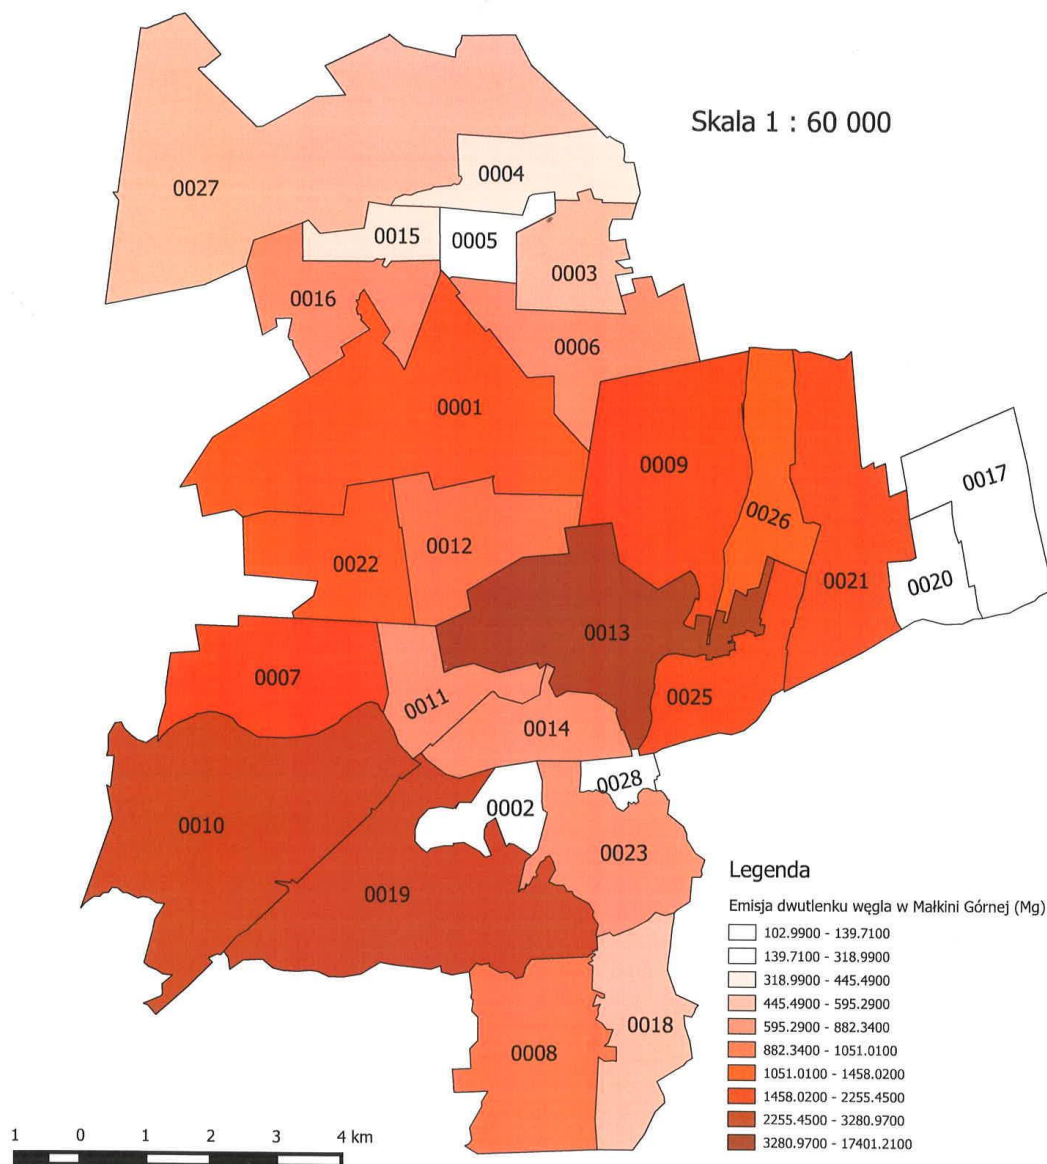 Skala 1 : 60 000
0027
0004
0015
0005
0003
0016
0006
0001
0009
0017
0026
0012
0022
0021
0020
0013
0007
0011
0025
0014
0028
0002
0010
0023
0019
0018
0008
Legenda
Emisja dwutlenku węgla w Małkini Górnej (Mg)
102.9900 - 139.7100
139.7100 - 318.9900
318.9900 - 445.4900
445.4900 - 595.2900
595.2900 - 882.3400
882.3400 - 1051.0100
1051.0100 - 1458.0200
1458.0200 - 2255.4500
2255.4500 - 3280.9700
3280.9700 - 17401.2100
1 0 1 2 3 4 km